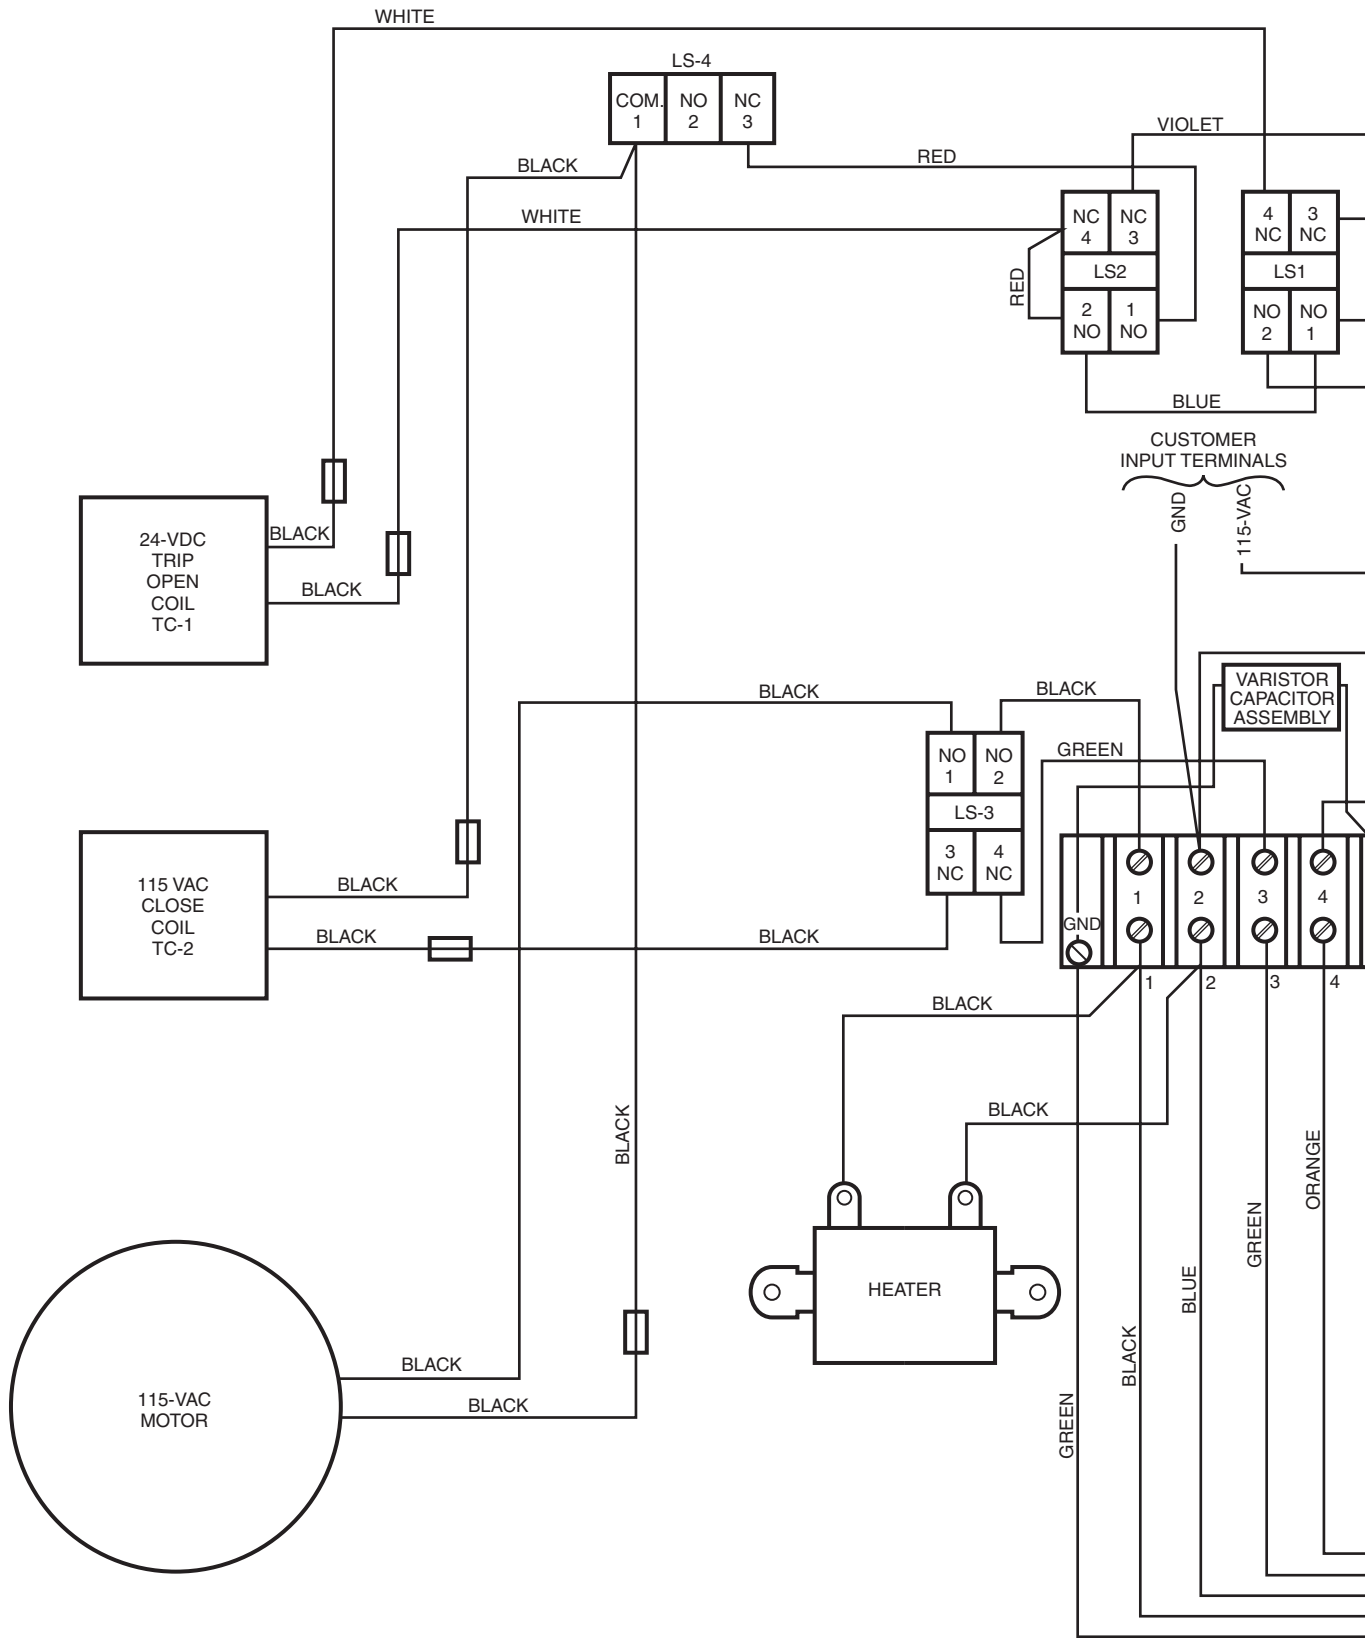 WHITE
LS-4
COM.
1
NO
2
NC
3
VIOLET
BLACK
RED
WHITE
NC
4
NC
3
LS2
2
NO
1
NO
RED
4
NC
3
NC
LS1
NO
2
NO
1
BLUE
CUSTOMER
INPUT TERMINALS
GND
115-VAC
24-VDC
TRIP
OPEN
COIL
TC-1
BLACK
BLACK
VARISTOR
CAPACITOR
ASSEMBLY
BLACK
BLACK
GREEN
NO
1
NO
2
LS-3
3
NC
4
NC
115 VAC
CLOSE
COIL
TC-2
BLACK
BLACK
BLACK
GND
1
2
3
4
1
2
3
4
BLACK
BLACK
BLACK
HEATER
ORANGE
GREEN
BLUE
BLACK
GREEN
115-VAC
MOTOR
BLACK
BLACK